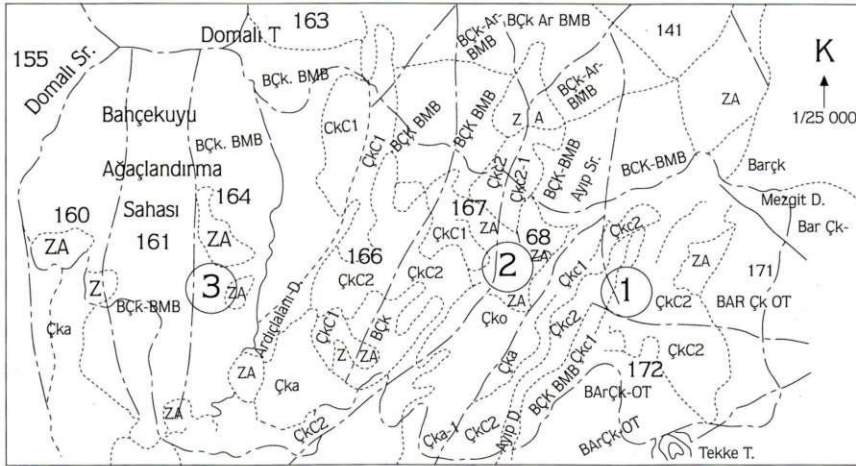 163
155
Domalı Sr.
Domalı T
BÇk-Ar-
BMB
BÇk Ar BMB
141
K
1/25 000
BÇk. BMB
BÇk-Ar-
BMB
ZA
Bahçekuyu
Ağaçlandırma
Sahası
BÇk. BMB
ÇkC1
ÇkC1
BÇK BMB
BÇK BMB
Z A
Çkc2
Çkc2-1
BÇK-BMB
Ayıp Sr.
BCK-BMB
Barçk
Mezgit D.
Bar Çk-
160
ZA
161
164
ZA
167
ÇkC1
ZA
68
ZA
Çkc2
ZA
171
166
ÇkC2
ÇkC2
2
Çkc1
1
ÇkC2
BAR Çk OT
Z
BÇk-BMB
3
ZA
Ardıçlalanı-D.
ÇkC1
BÇk
ZA
Çko
Çkc2
Çka
Z
ZA
Çka
Çkc1
ÇkC2
ZA
Çka
BÇK BMB
172
BArÇk-OT
ZA
ÇkC2
Çka-1
ÇkC2
Ayıp D.
BArÇk-OT
Tekke T.